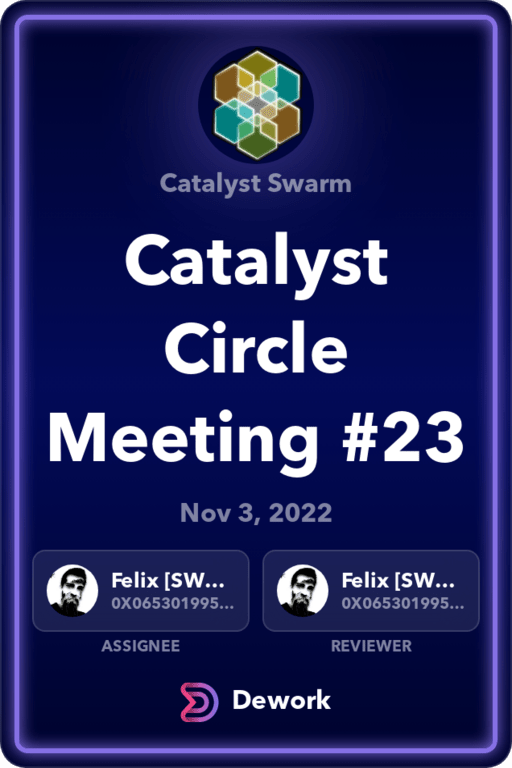 Catalyst Swarm
Catalyst
Circle
Meeting #23
Nov 3, 2022
Felix [SW...
0X065301995...
Felix [SW...
0X065301995...
ASSIGNEE
REVIEWER
Dework